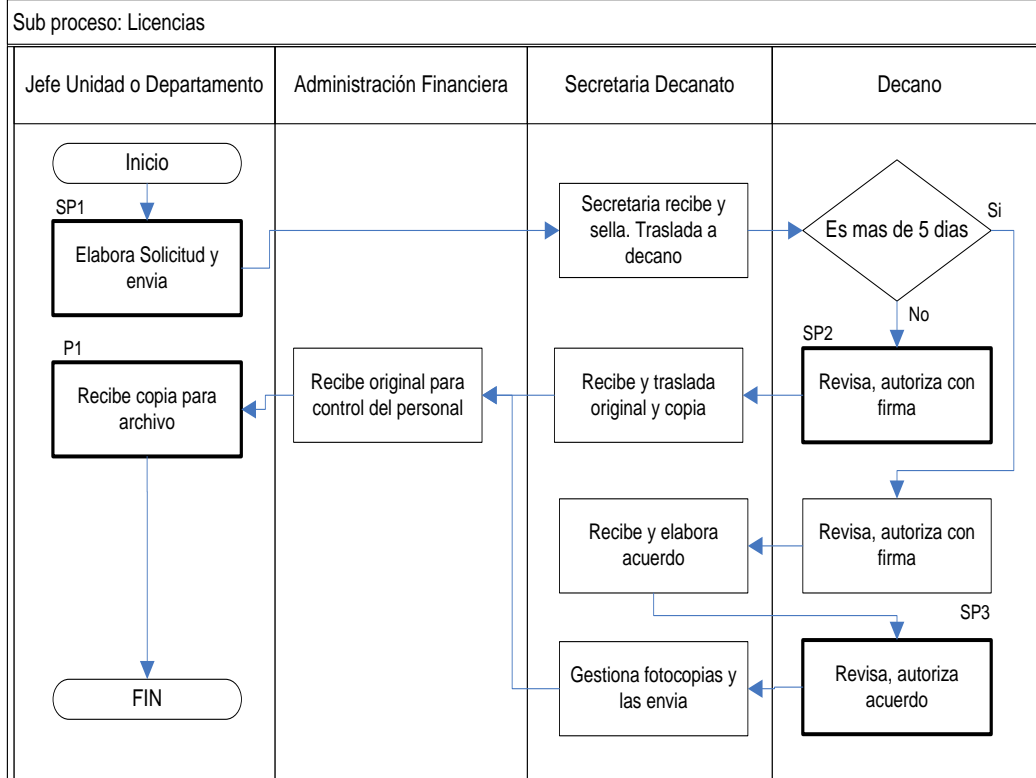 Sub proceso: Licencias
Jefe Unidad o Departamento
Administración Financiera
Secretaria Decanato
Decano
Inicio
SP1
Elabora Solicitud y
envia
Secretaria recibe y
sella. Traslada a
decano
Es mas de 5 dias
Si
No
P1
Recibe copia para
archivo
Recibe original para
control del personal
Recibe y traslada
original y copia
SP2
Revisa, autoriza con
firma
Recibe y elabora
acuerdo
Revisa, autoriza con
firma
SP3
FIN
Gestiona fotocopias y
las envia
Revisa, autoriza
acuerdo